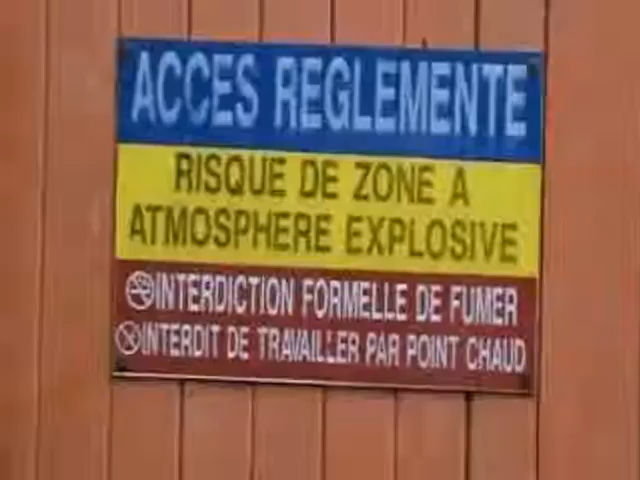 ACCES REGLEMENTE
RISQUE DE ZONE A
ATMOSPHERE EXPLOSIVE
INTERDICTION FORMELLE DE FUMER
INTERDIT DE TRAVAILLER PAR POINT CHAUD